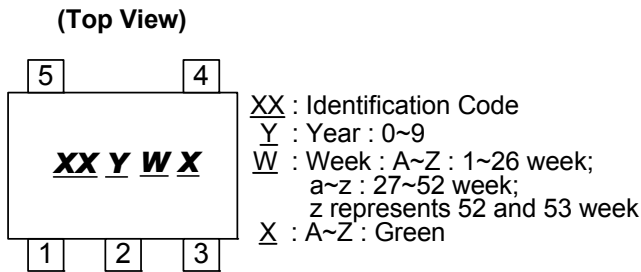 (Top View)
5 4
XX Y W X
1 2 3
XX : Identification Code
Y : Year : 0~9
W : Week : A~Z : 1~26 week;
a~z : 27~52 week;
z represents 52 and 53 week
X : A~Z : Green